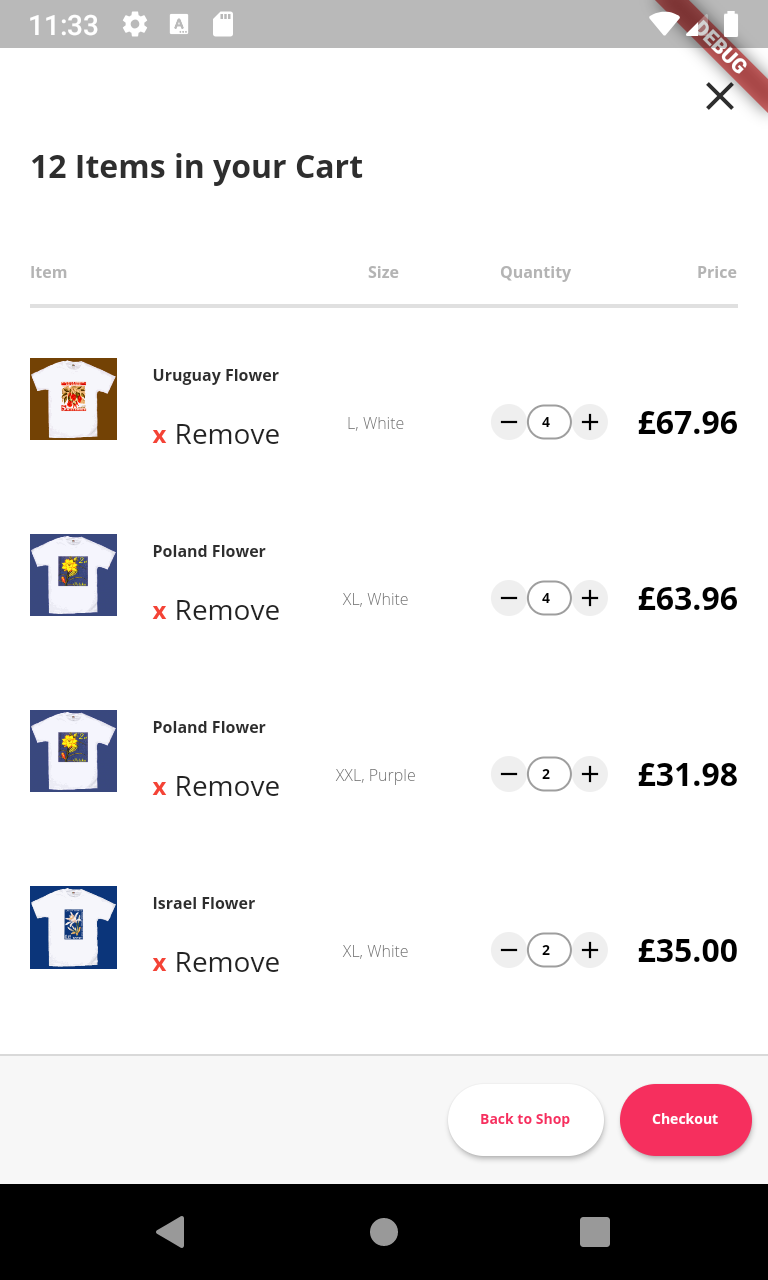 11:33
DEBUG
12 Items in your Cart
Item Size Quantity Price
Uruguay Flower
x Remove L, White 4 £67.96
Poland Flower
x Remove XL, White 4 £63.96
Poland Flower
x Remove XXL, Purple 2 £31.98
Israel Flower
x Remove XL, White 2 £35.00
Back to Shop Checkout